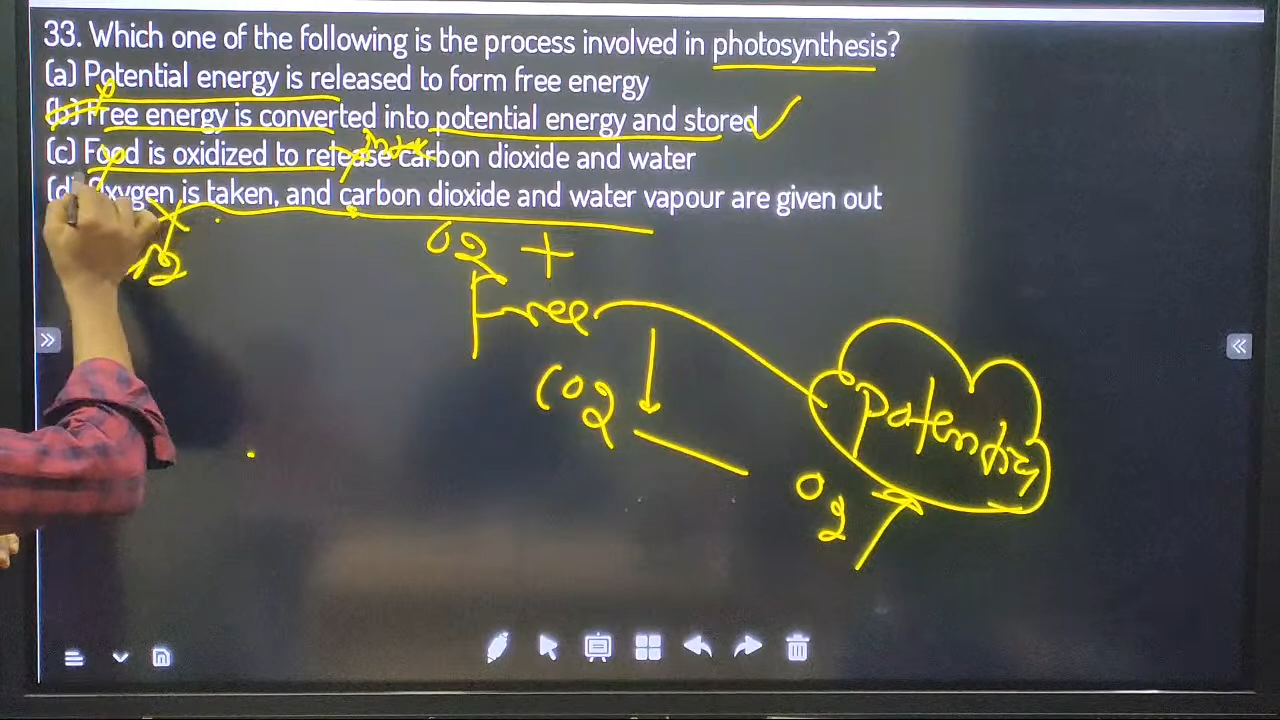 33. Which one of the following is the process involved in photosynthesis?
(a) Potential energy is released to form free energy
(b) Free energy is converted into potential energy and stored
(c) Food is oxidized to release carbon dioxide and water
(d) Oxygen is taken, and carbon dioxide and water vapour are given out
O2 +
Free
CO2
Potential
O2